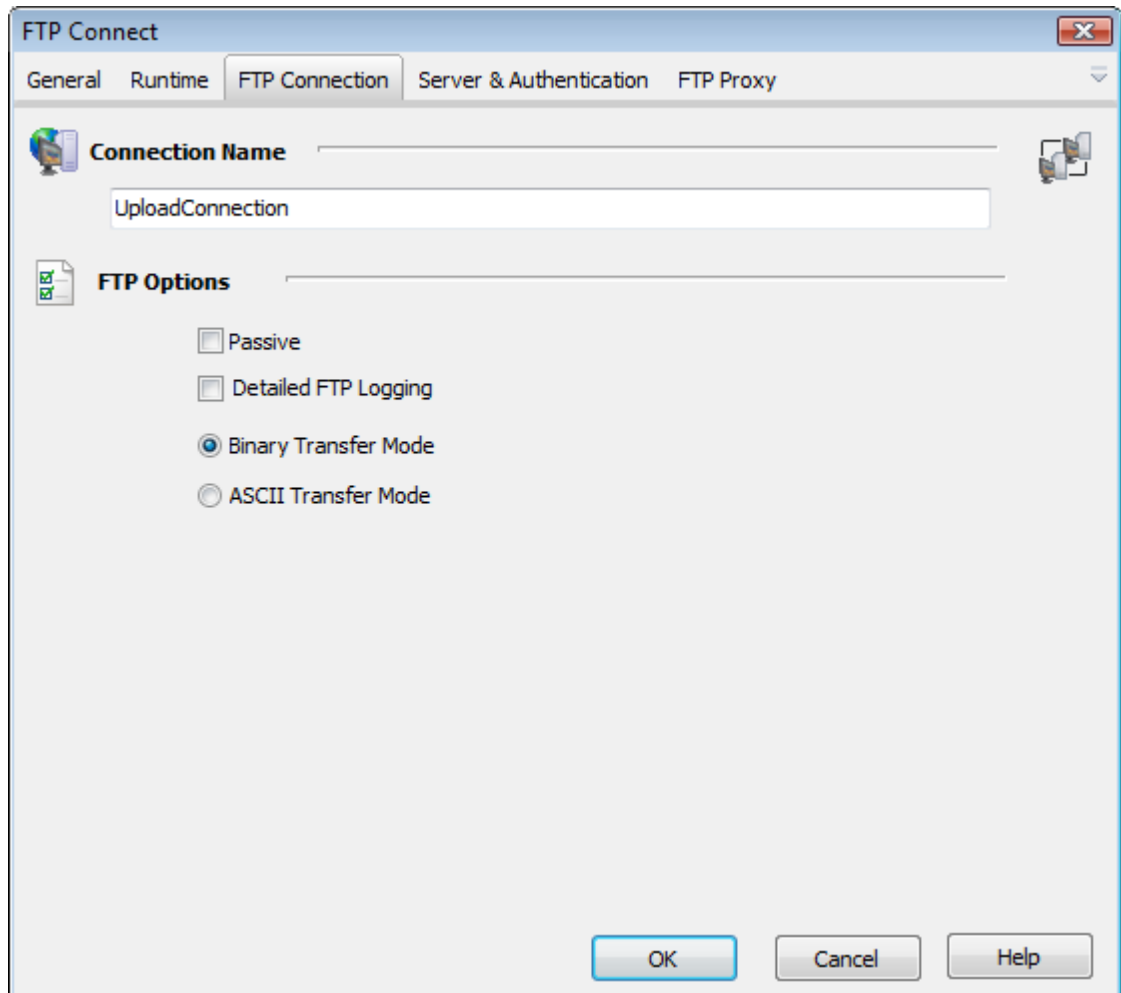 FTP Connect
General Runtime FTP Connection Server & Authentication FTP Proxy
Connection Name
UploadConnection
FTP Options
Passive
Detailed FTP Logging
Binary Transfer Mode
ASCII Transfer Mode
OK Cancel Help